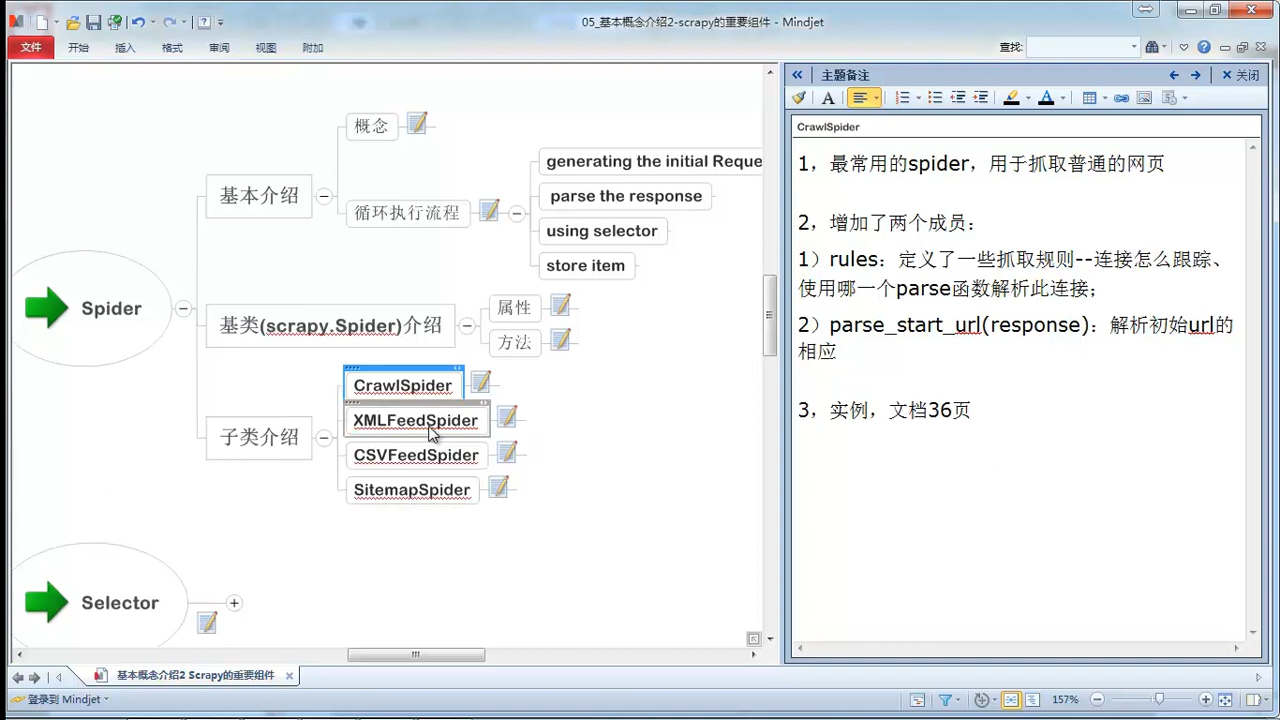 05_基本概念介绍2-scrapy的重要组件 - Mindjet
文件 开始 插入 格式 审阅 视图 附加 查找:
主题备注 关闭
CrawlSpider
1，最常用的spider，用于抓取普通的网页
2，增加了两个成员：
1）rules：定义了一些抓取规则--连接怎么跟踪、
使用哪一个parse函数解析此连接；
2）parse_start_url(response)：解析初始url的
相应
3，实例，文档36页
Spider
基本介绍
概念
循环执行流程
generating the initial Reque
parse the response
using selector
store item
基类(scrapy.Spider)介绍
属性
方法
子类介绍
CrawlSpider
XMLFeedSpider
CSVFeedSpider
SitemapSpider
Selector
基本概念介绍2 Scrapy的重要组件
登录到 Mindjet 157%